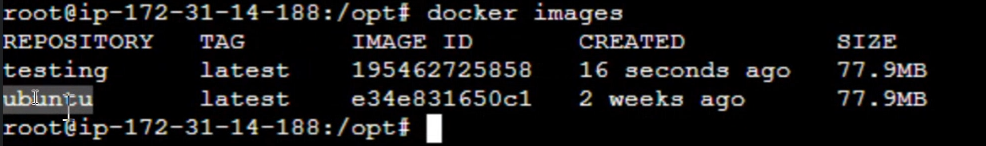 root@ip-172-31-14-188:/opt# docker images
REPOSITORY TAG IMAGE ID CREATED SIZE
testing latest 195462725858 16 seconds ago 77.9MB
ubuntu latest e34e831650c1 2 weeks ago 77.9MB
root@ip-172-31-14-188:/opt#